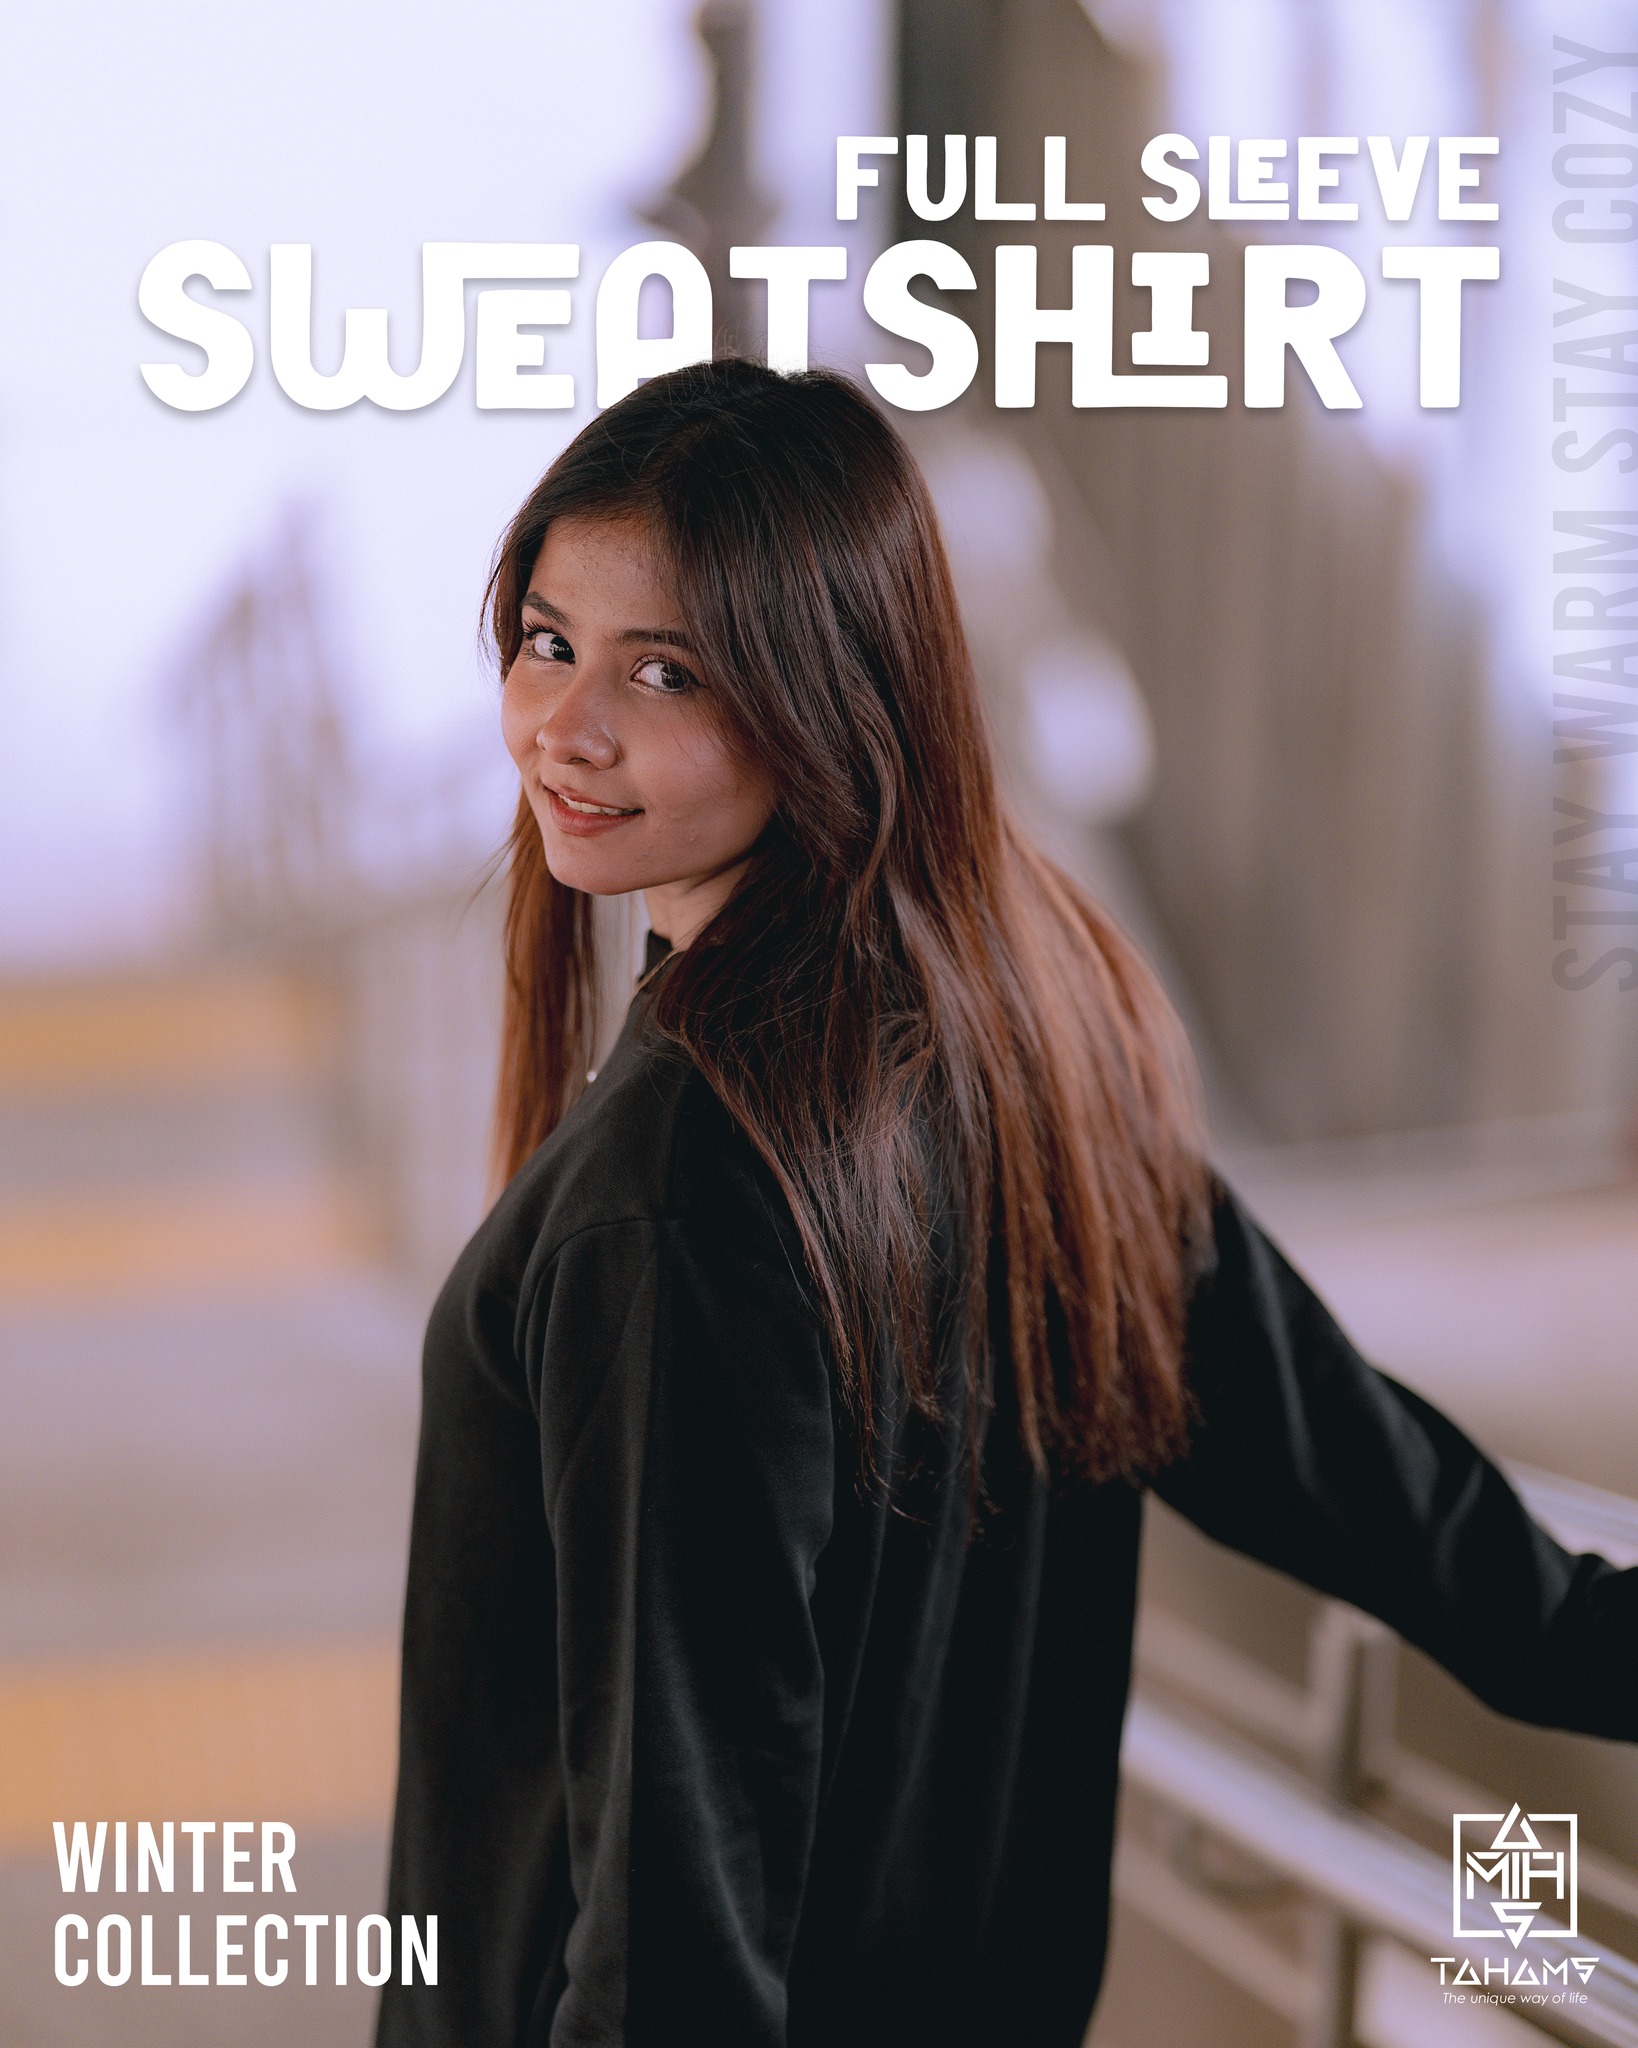 FULL SLEEVE
SWEATSHIRT
STAY WARM STAY COZY
WINTER
COLLECTION
TAHAMS
The unique way of life